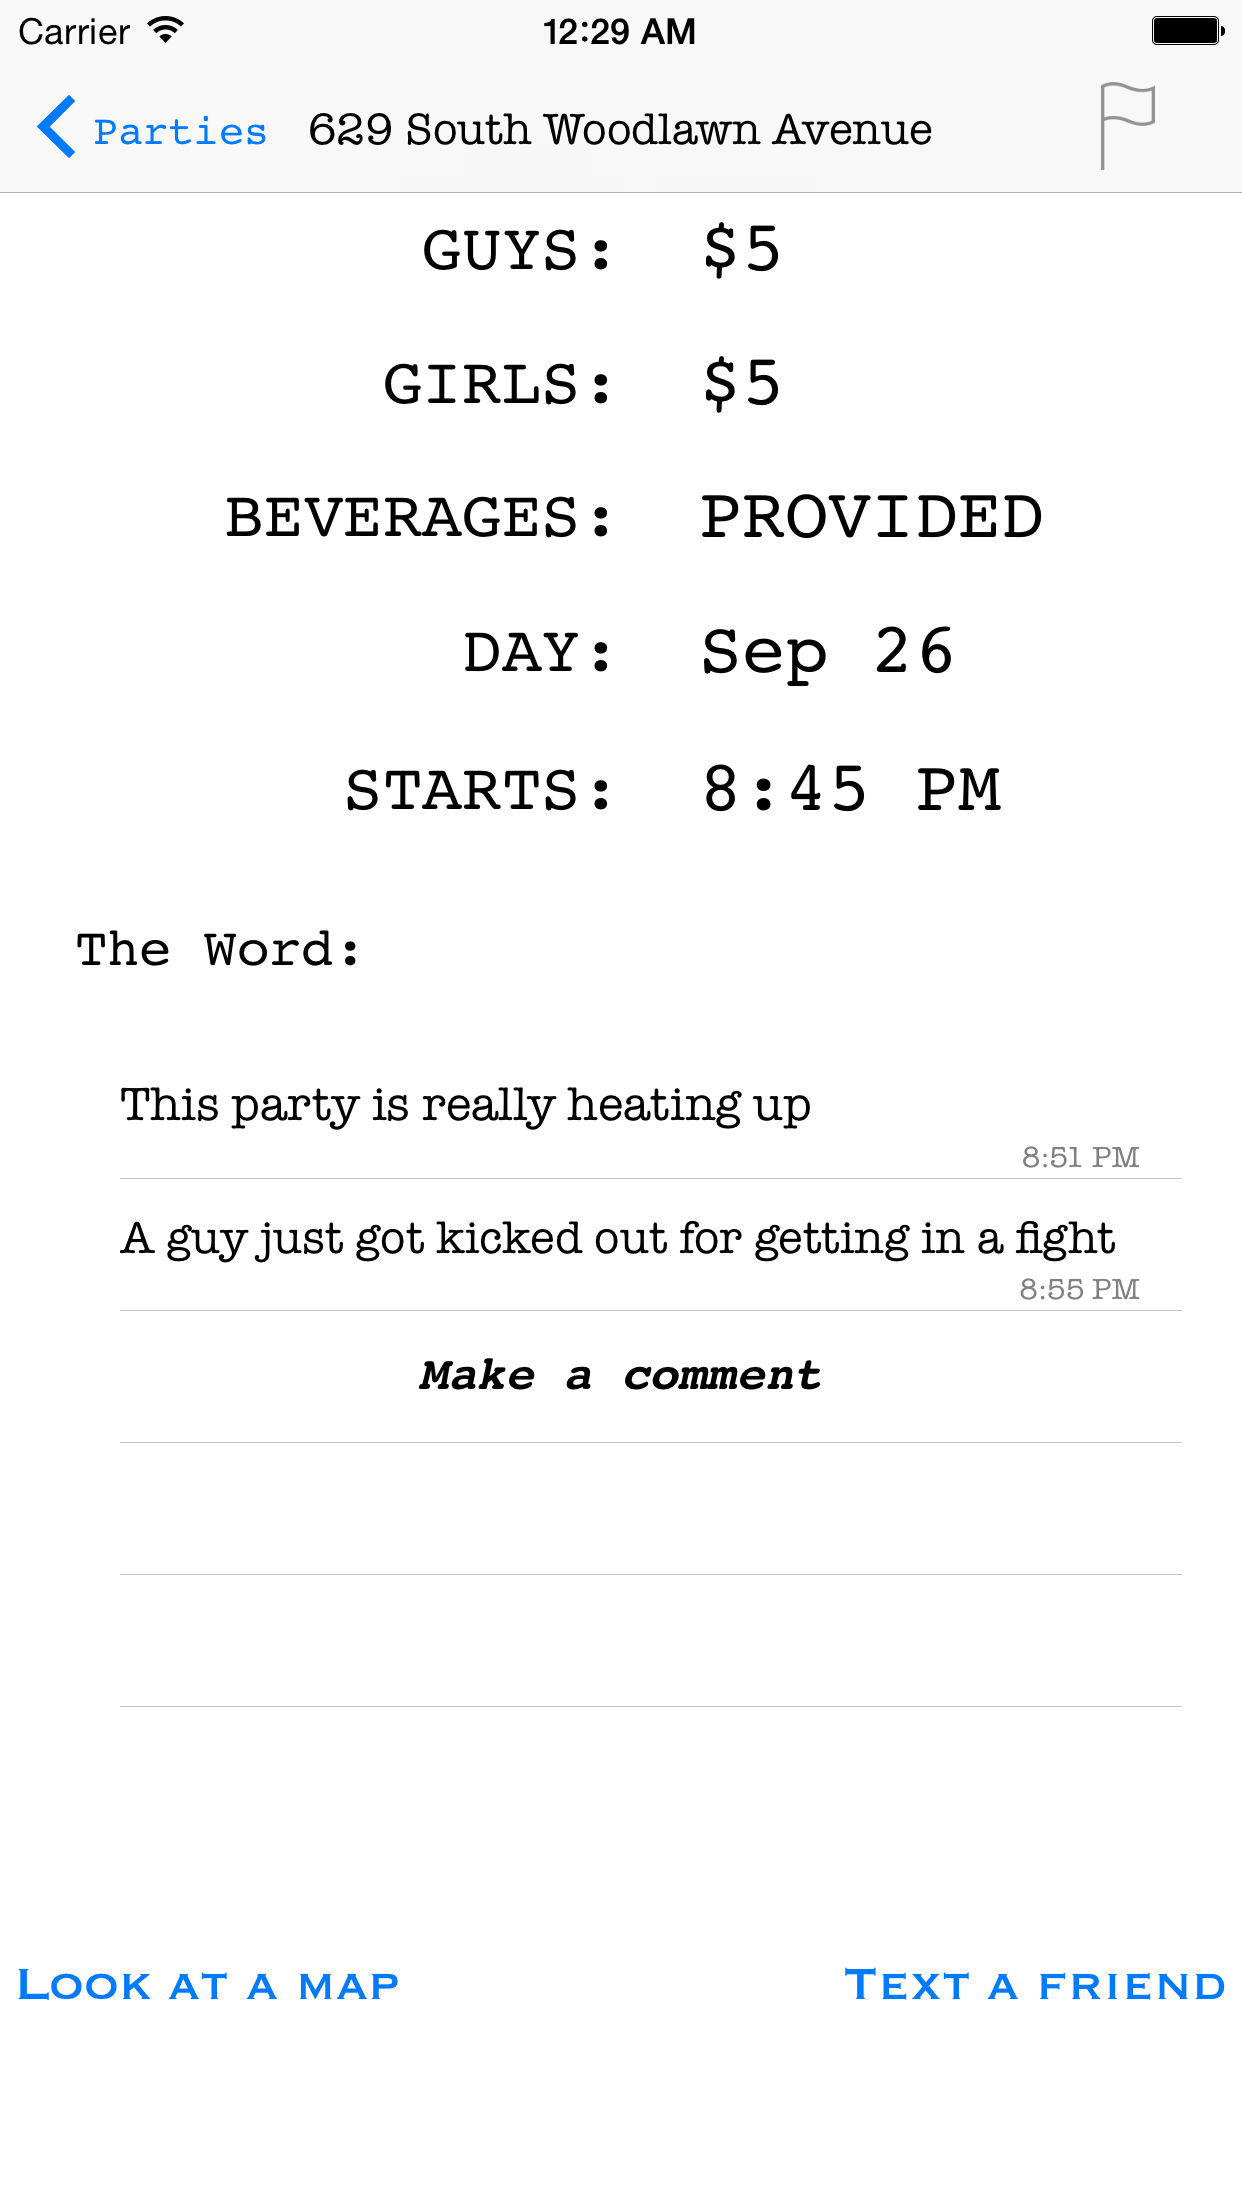 Carrier 12:29 AM
Parties 629 South Woodlawn Avenue
GUYS: $5
GIRLS: $5
BEVERAGES: PROVIDED
DAY: Sep 26
STARTS: 8:45 PM
The Word:
This party is really heating up
8:51 PM
A guy just got kicked out for getting in a fight
8:55 PM
Make a comment
LOOK AT A MAP TEXT A FRIEND